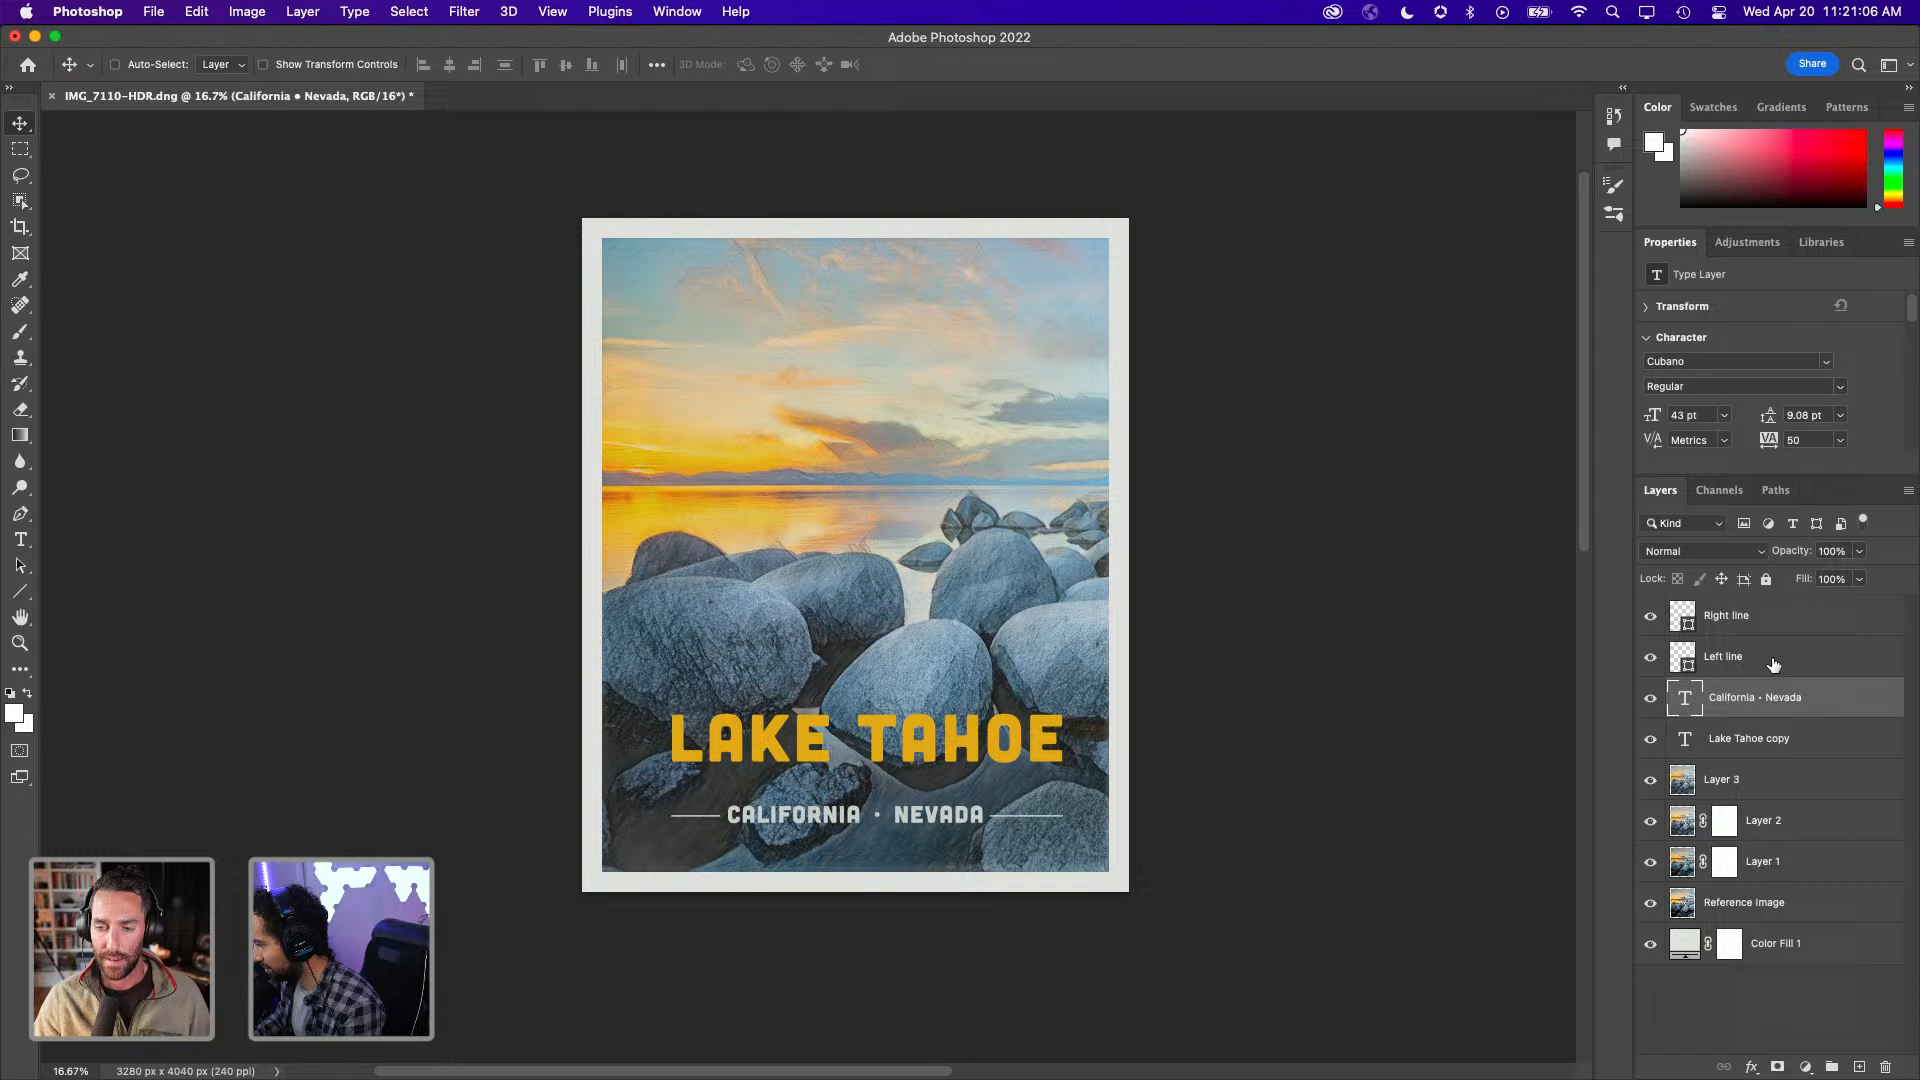 Photoshop File Edit Image Layer Type Select Filter 3D View Plugins Window Help Wed Apr 20 11:21:06 AM
Adobe Photoshop 2022
Auto-Select: Layer Show Transform Controls ••• 3D Mode: Share
× IMG_7110-HDR.dng @ 16.7% (California • Nevada, RGB/16*) *
Color Swatches Gradients Patterns
Properties Adjustments Libraries
T Type Layer
Transform
Character
Cubano
Regular
43 pt 9.08 pt
Metrics 50
Layers Channels Paths
Kind
Normal Opacity: 100%
Lock: Fill: 100%
Right line
Left line
T California • Nevada
T Lake Tahoe copy
Layer 3
Layer 2
Layer 1
Reference Image
Color Fill 1
LAKE TAHOE
CALIFORNIA • NEVADA
16.67% 3280 px x 4040 px (240 ppi)
fx